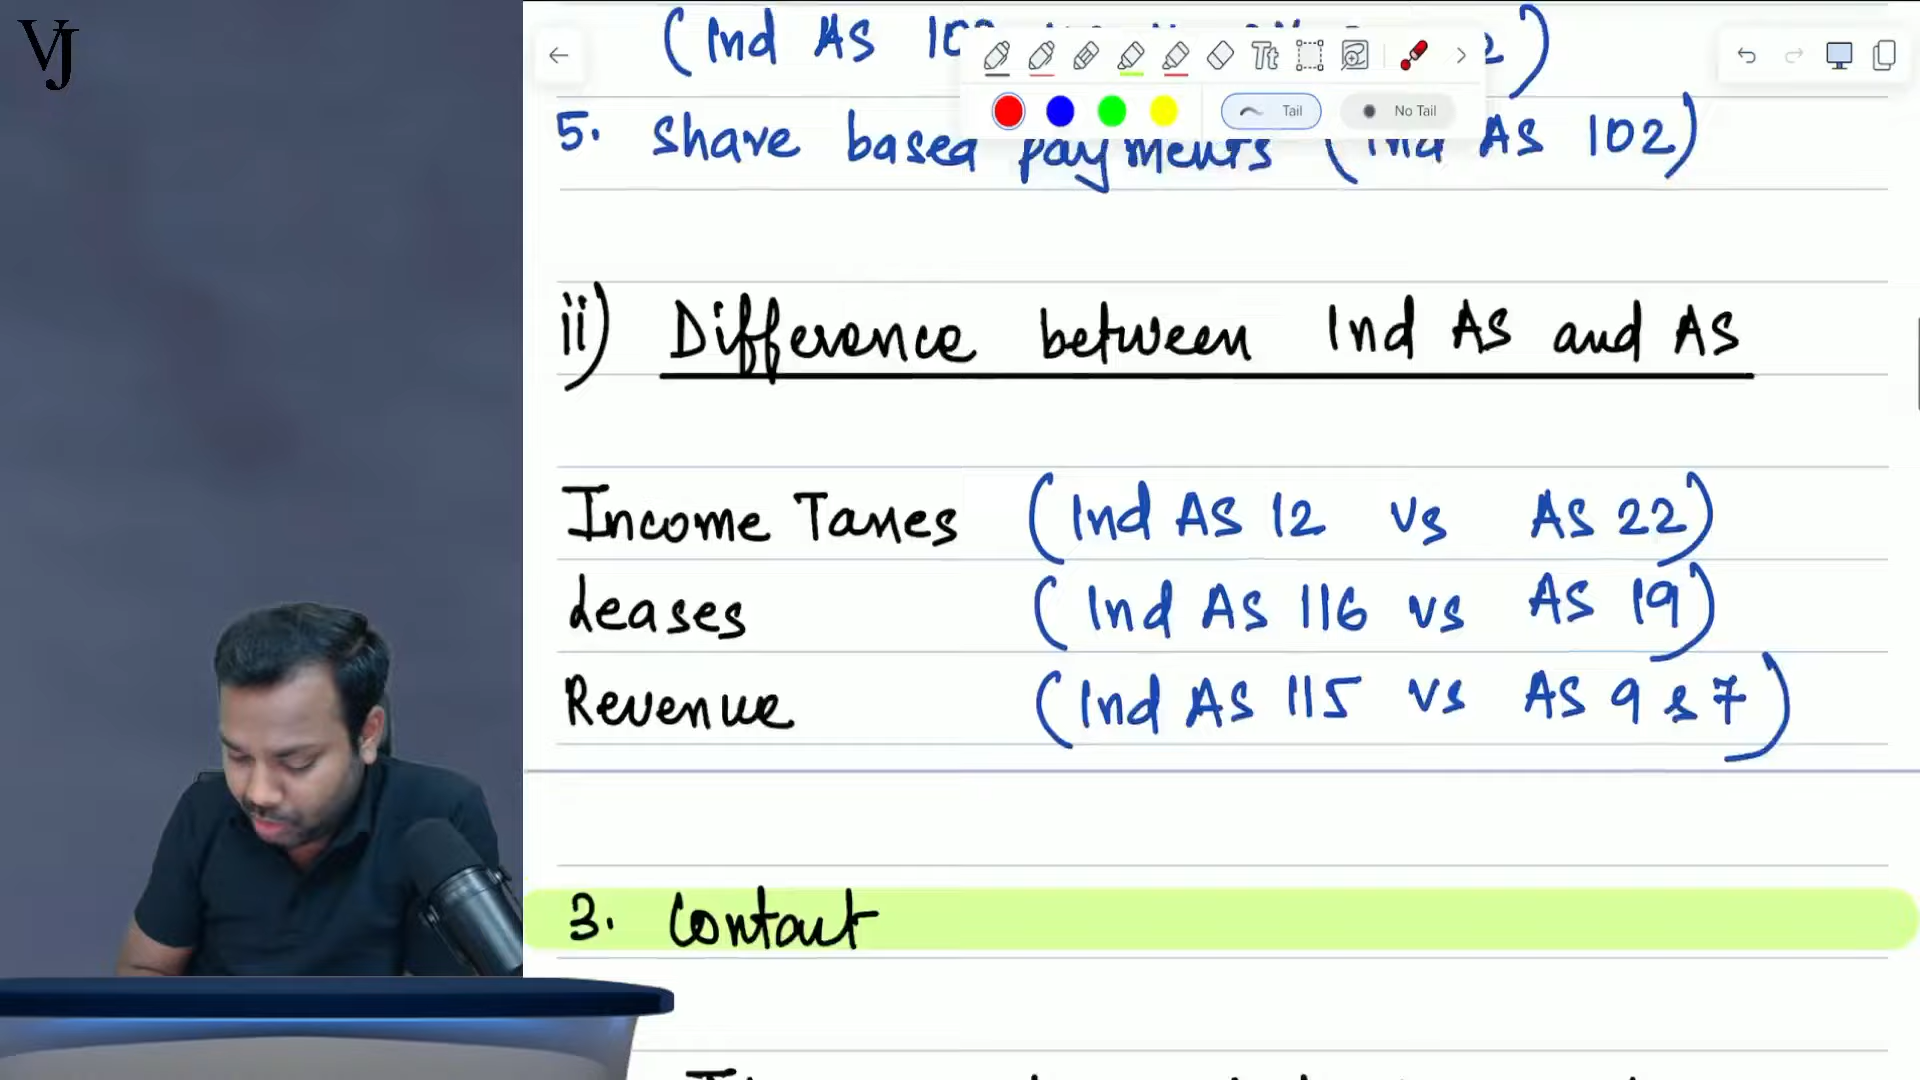 VJ
(Ind AS 10
5. Share based payments (Ind AS 102)
Tt
Tail
No Tail
ii) Difference between Ind AS and AS
Income Taxes (Ind AS 12 vs AS 22)
Leases (Ind AS 116 vs AS 19)
Revenue (Ind AS 115 vs AS 9 & 7)
3. Contact